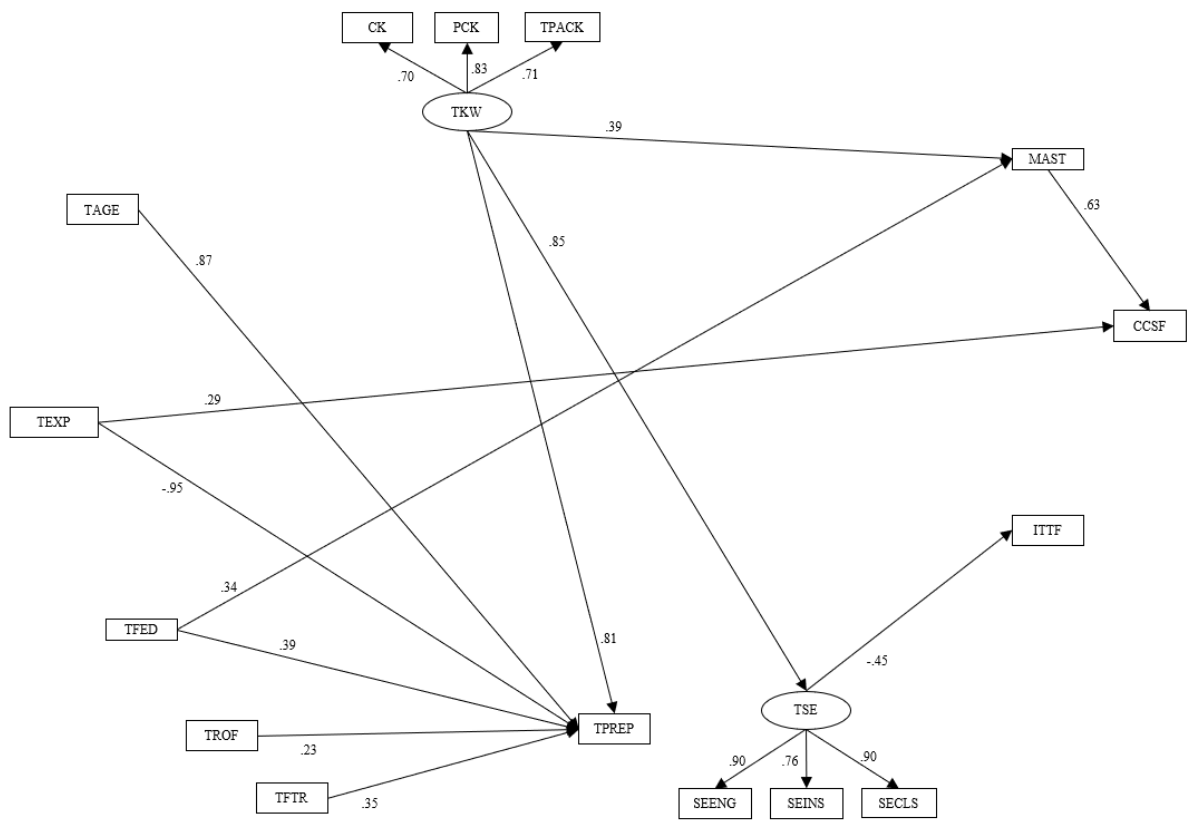 CK
PCK
TPACK
.70
.83
.71
TKW
.39
MAST
TAGE
.63
.85
.87
CCSF
.29
TEXP
-.95
ITTF
.34
TFED
.39
.81
-.45
TSE
TROF
.23
TPREP
.90
.76
.90
TFTR
.35
SEENG
SEINS
SECLS